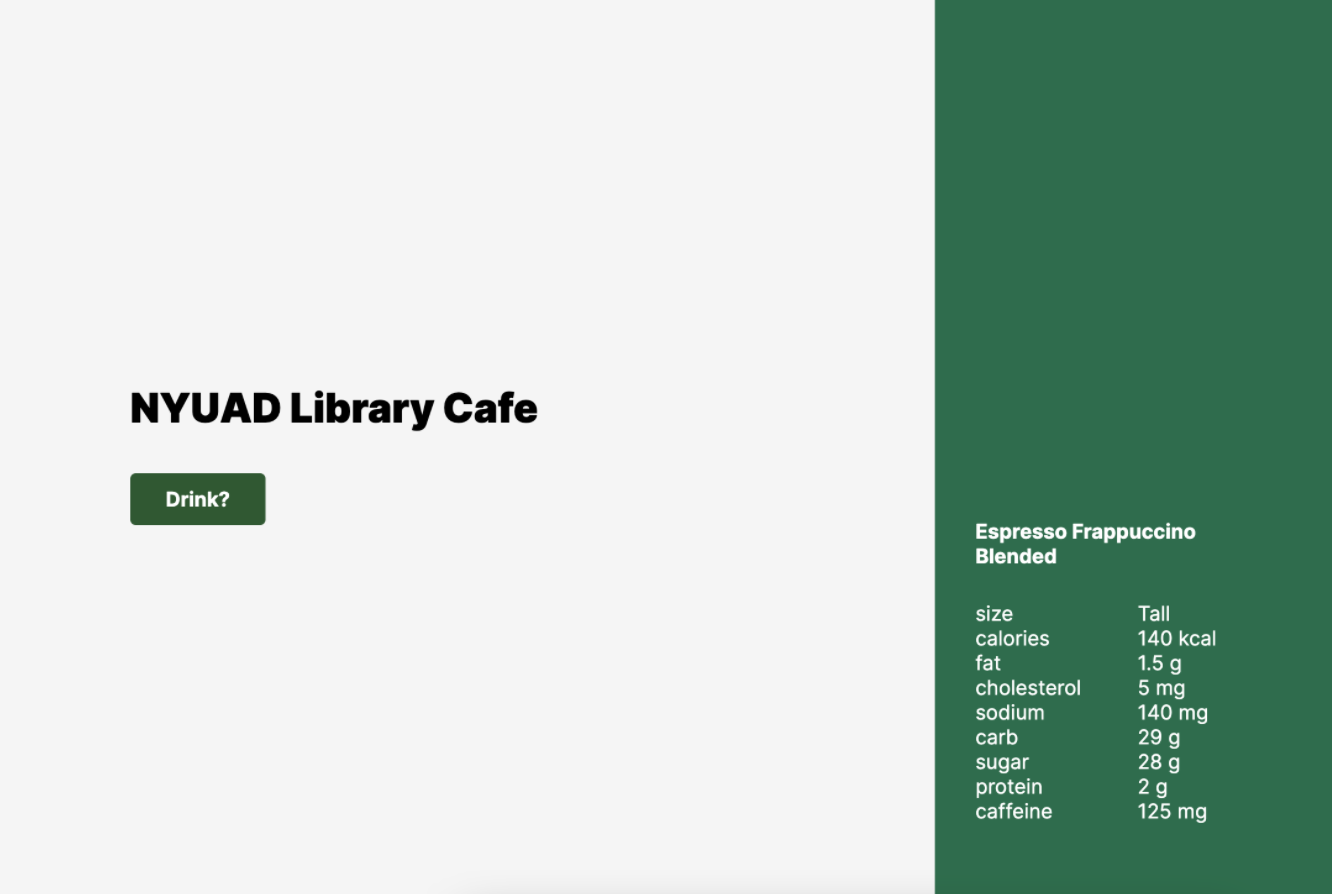 NYUAD Library Cafe
Drink?
Espresso Frappuccino
Blended
size Tall
calories 140 kcal
fat 1.5 g
cholesterol 5 mg
sodium 140 mg
carb 29 g
sugar 28 g
protein 2 g
caffeine 125 mg